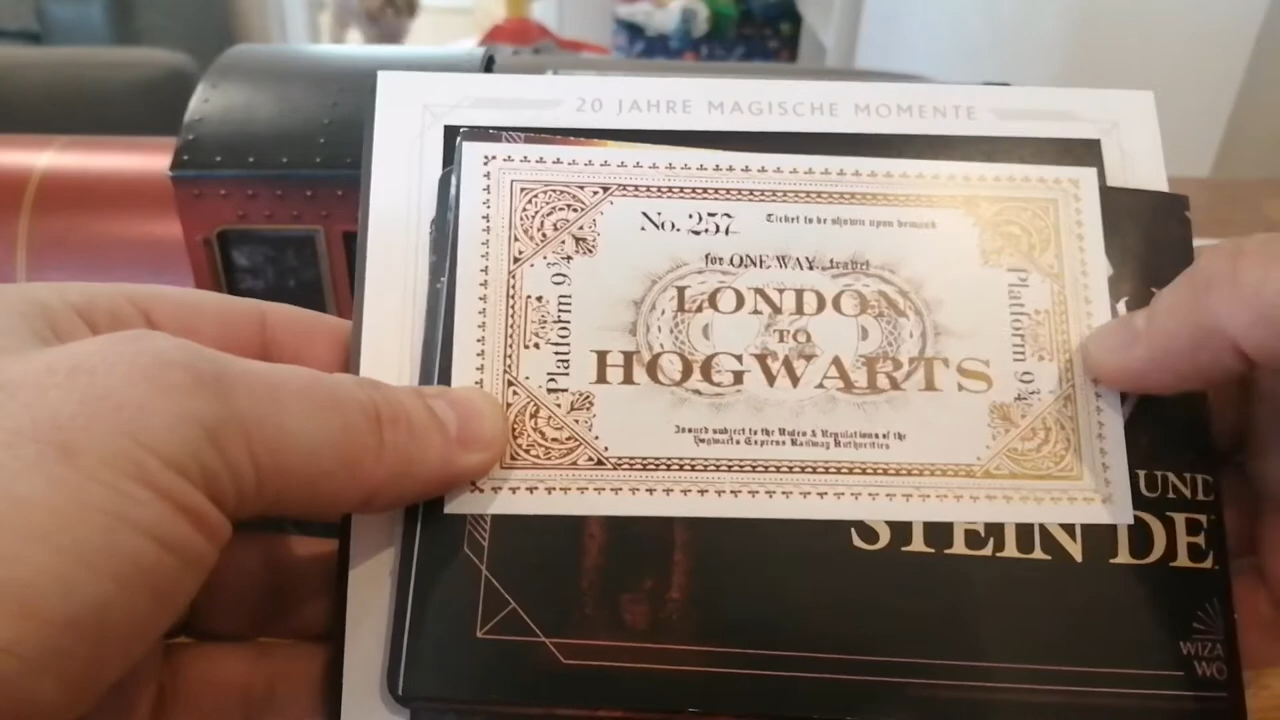 20 JAHRE MAGISCHE MOMENTE
No. 257 Ticket to be shown upon demand
for ONE WAY travel
LONDON
TO
HOGWARTS
Platform 9¾
Platform 9¾
Issued subject to the Rules & Regulations of the
Hogwarts Express Railway Authorities
UND
STEIN DE
WIZA
WO